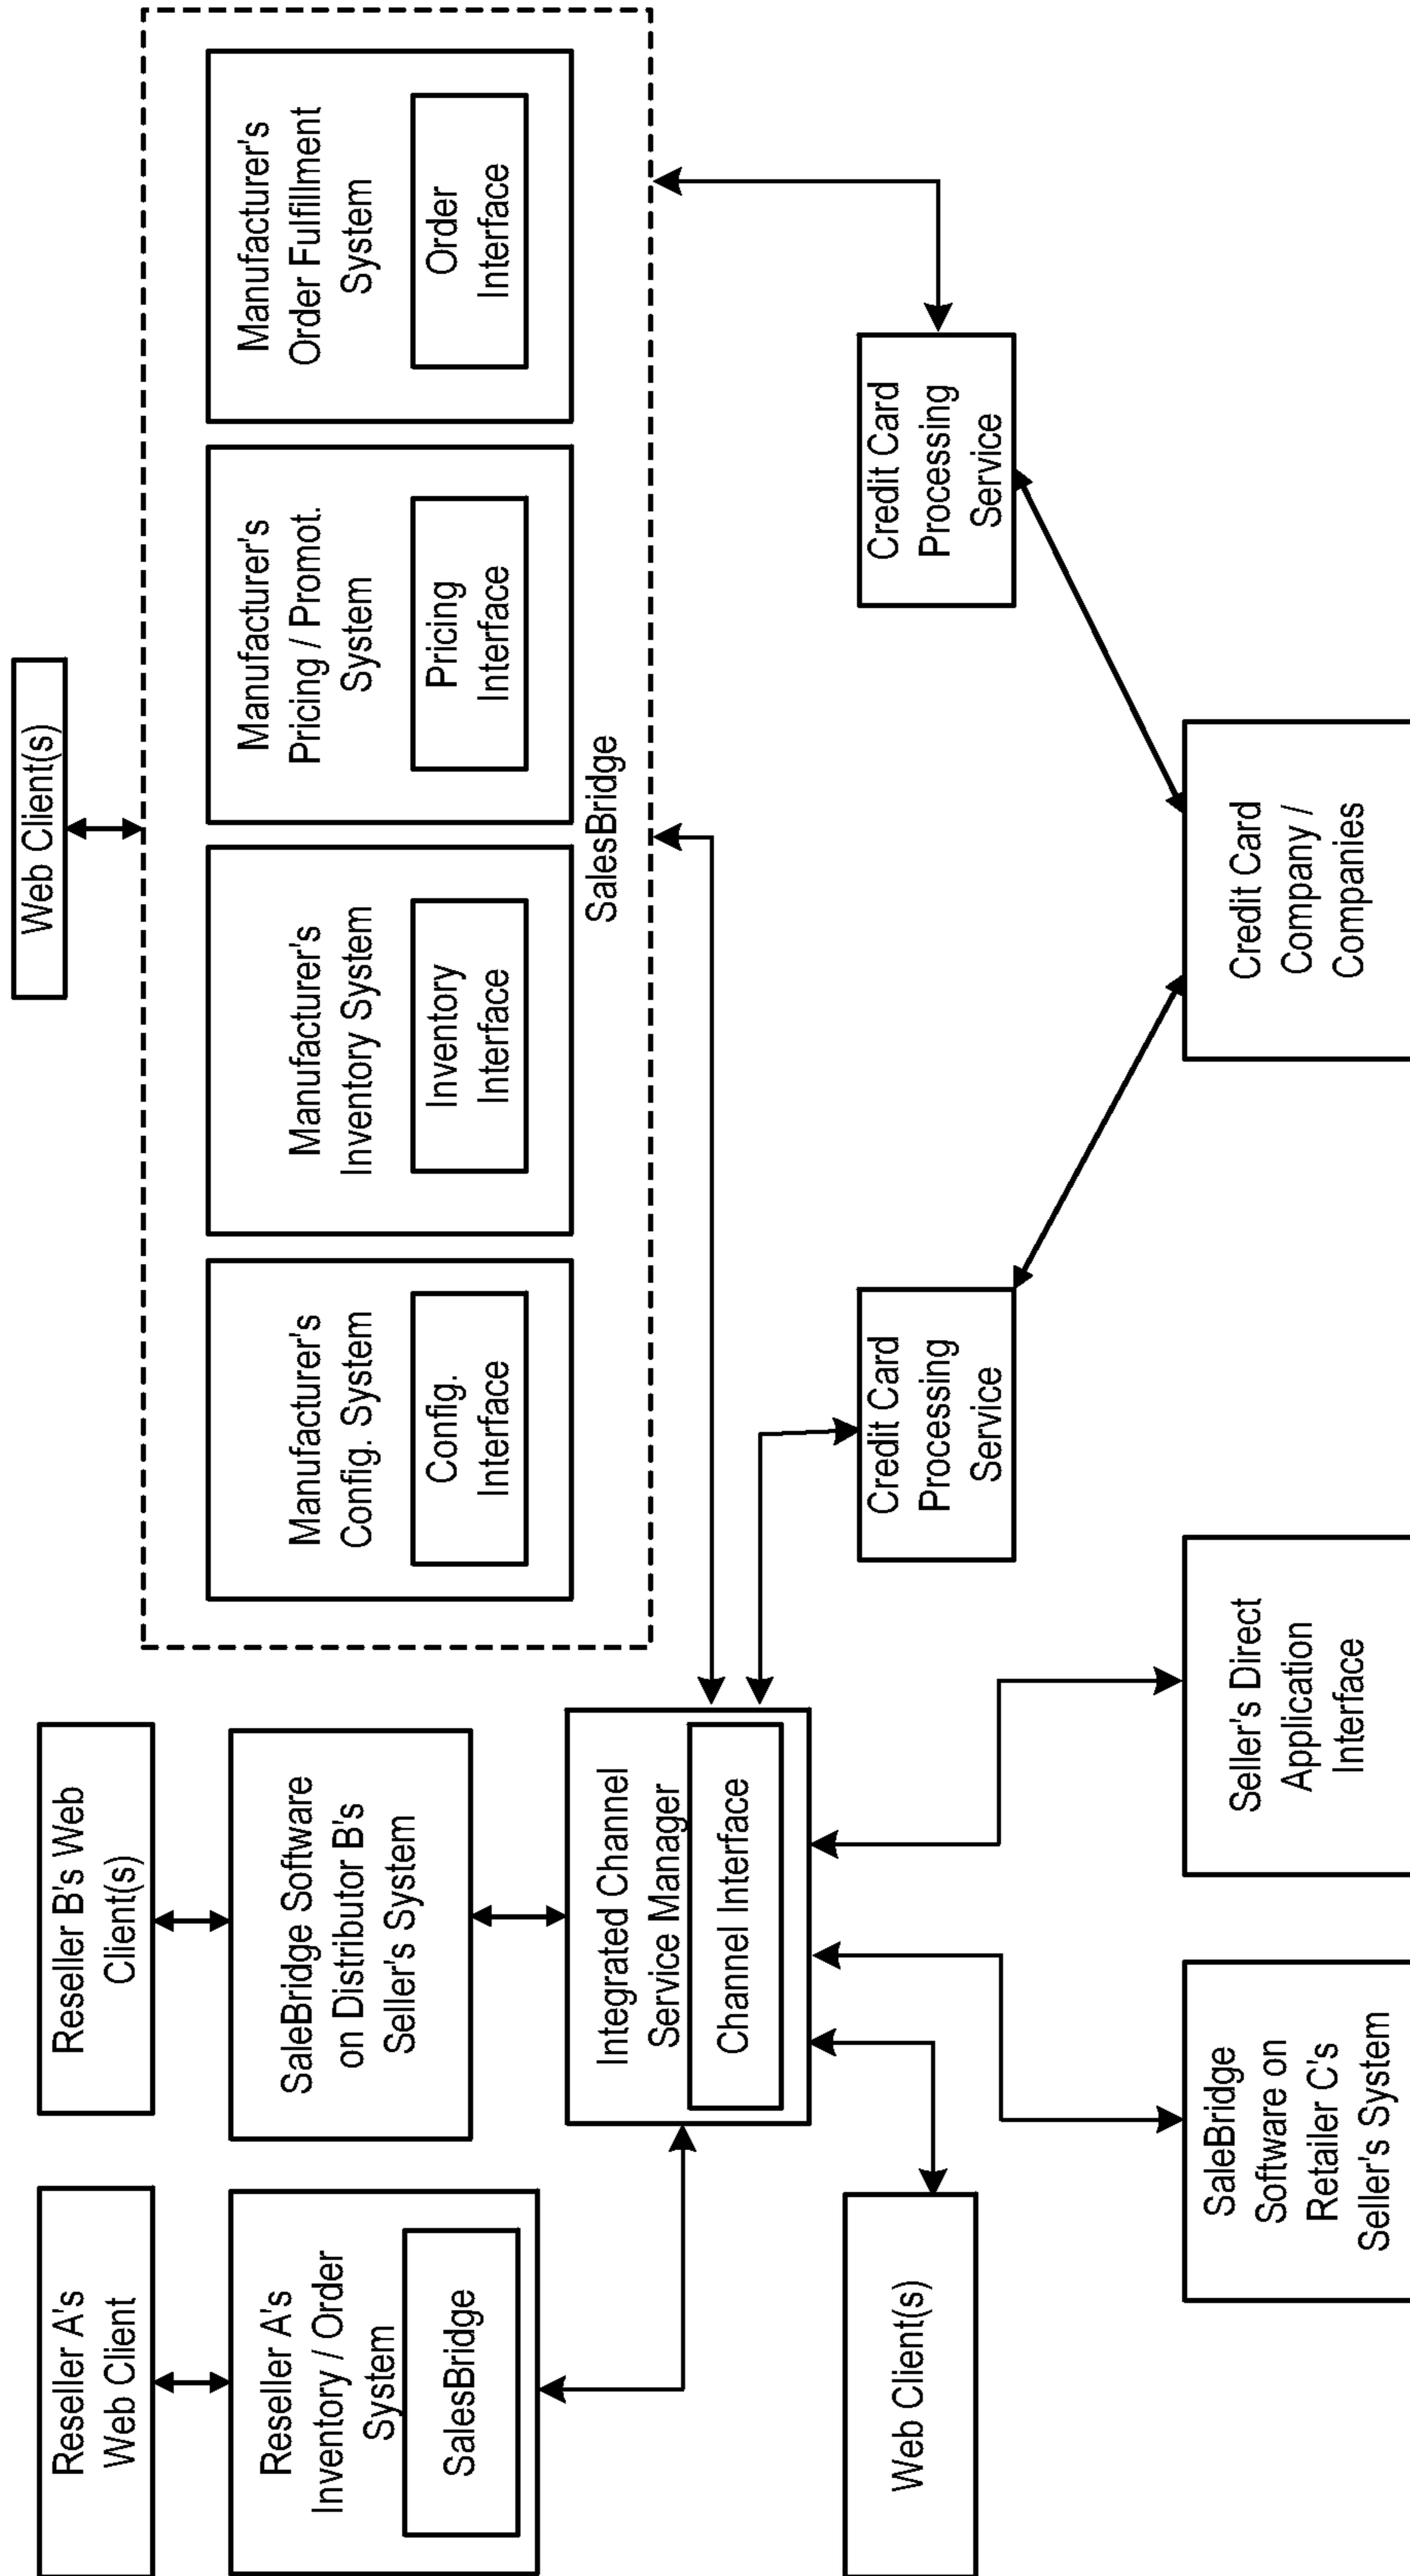 Reseller A's
Web Client
Reseller B's Web
Client(s)
Web Client(s)
Reseller A's
Inventory / Order
System
SalesBridge
SaleBridge Software
on Distributor B's
Seller's System
Manufacturer's
Config. System
Config.
Interface
Manufacturer's
Inventory System
Inventory
Interface
Manufacturer's
Pricing / Promot.
System
Pricing
Interface
Manufacturer's
Order Fulfillment
System
Order
Interface
SalesBridge
Integrated Channel
Service Manager
Channel Interface
Web Client(s)
Credit Card
Processing
Service
Credit Card
Processing
Service
SaleBridge
Software on
Retailer C's
Seller's System
Seller's Direct
Application
Interface
Credit Card
Company /
Companies